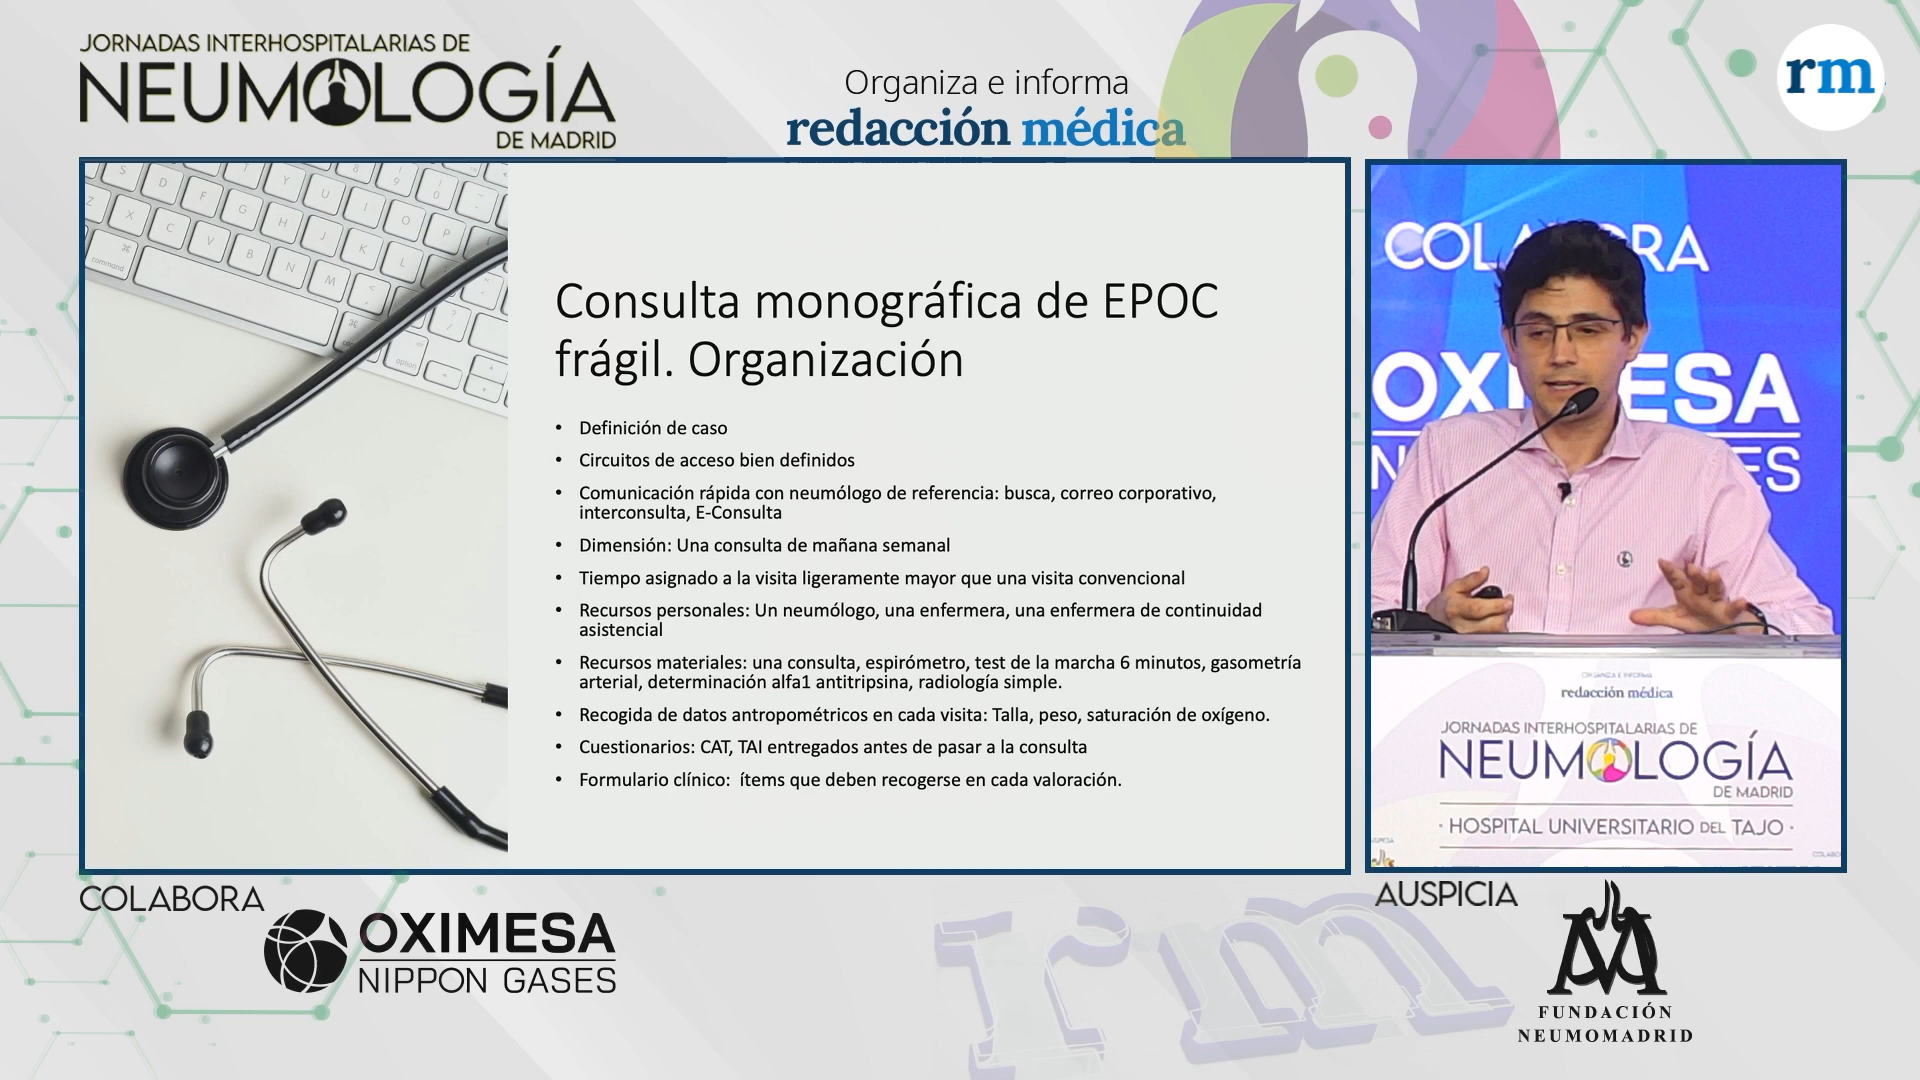 JORNADAS INTERHOSPITALARIAS DE
NEUMOLOGÍA
DE MADRID
Organiza e informa
redacción médica
rm
Consulta monográfica de EPOC
frágil. Organización
• Definición de caso
• Circuitos de acceso bien definidos
• Comunicación rápida con neumólogo de referencia: busca, correo corporativo,
interconsulta, E-Consulta
• Dimensión: Una consulta de mañana semanal
• Tiempo asignado a la visita ligeramente mayor que una visita convencional
• Recursos personales: Un neumólogo, una enfermera, una enfermera de continuidad
asistencial
• Recursos materiales: una consulta, espirómetro, test de la marcha 6 minutos, gasometría
arterial, determinación alfa1 antitripsina, radiología simple.
• Recogida de datos antropométricos en cada visita: Talla, peso, saturación de oxígeno.
• Cuestionarios: CAT, TAI entregados antes de pasar a la consulta
• Formulario clínico:  ítems que deben recogerse en cada valoración.
ORGANIZA E INFORMA
redacción médica
JORNADAS INTERHOSPITALARIAS DE
NEUMOLOGÍA
DE MADRID
· HOSPITAL UNIVERSITARIO DEL TAJO ·
COLABORA
OXIMESA
NIPPON GASES
rm
AUSPICIA
FUNDACIÓN
NEUMOMADRID